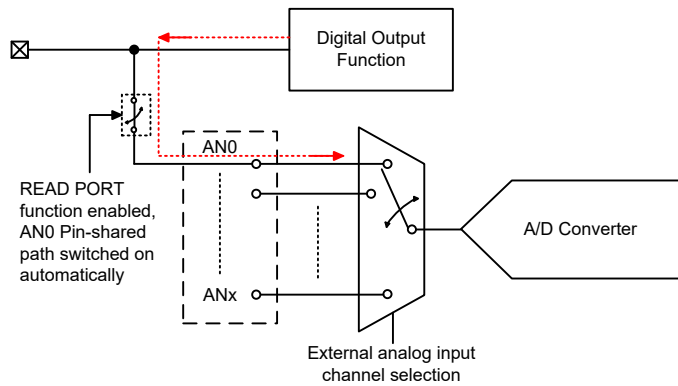 Digital Output
Function
AN0
READ PORT
function enabled,
AN0 Pin-shared
path switched on
automatically
ANx
A/D Converter
External analog input
channel selection